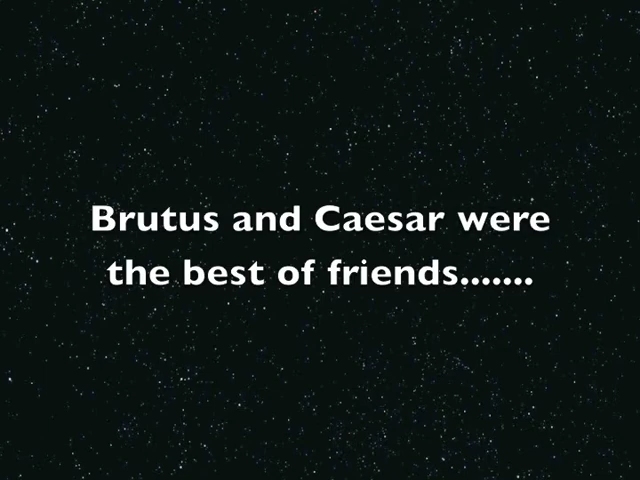 Brutus and Caesar were
the best of friends.......